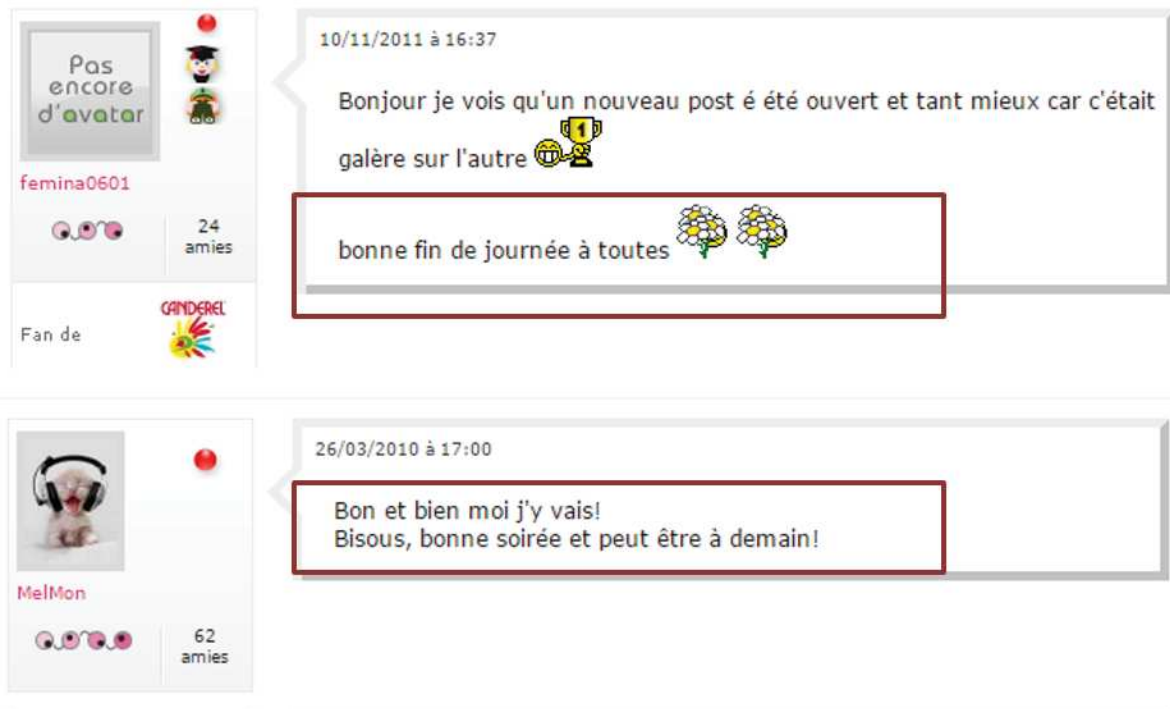 Pas
encore
d'avatar
femina0601
24
amies
Fan de
CANDEREL
10/11/2011 à 16:37
Bonjour je vois qu'un nouveau post é été ouvert et tant mieux car c'était
galère sur l'autre 1
bonne fin de journée à toutes
MelMon
62
amies
26/03/2010 à 17:00
Bon et bien moi j'y vais!
Bisous, bonne soirée et peut être à demain!